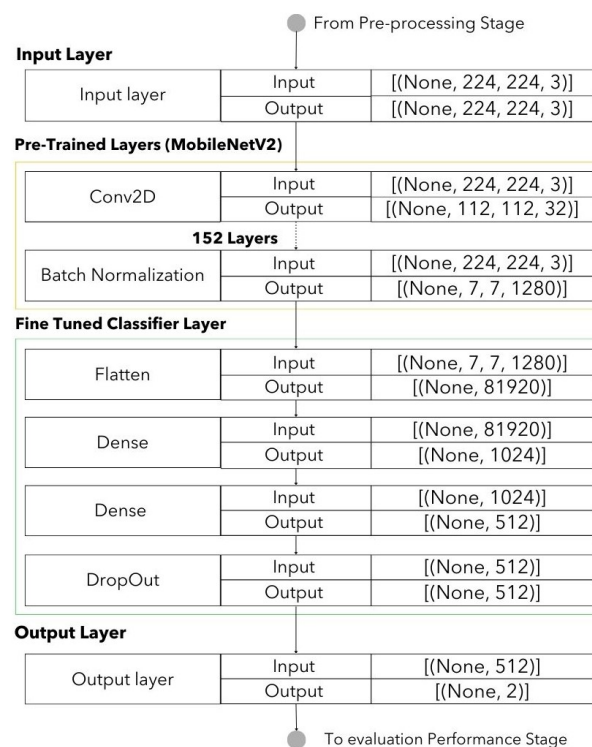 From Pre-processing Stage
Input Layer
Input layer
Input
[(None, 224, 224, 3)]
Output
[(None, 224, 224, 3)]
Pre-Trained Layers (MobileNetV2)
Conv2D
Input
[(None, 224, 224, 3)]
Output
[(None, 112, 112, 32)]
152 Layers
Batch Normalization
Input
[(None, 224, 224, 3)]
Output
[(None, 7, 7, 1280)]
Fine Tuned Classifier Layer
Flatten
Input
[(None, 7, 7, 1280)]
Output
[(None, 81920)]
Dense
Input
[(None, 81920)]
Output
[(None, 1024)]
Dense
Input
[(None, 1024)]
Output
[(None, 512)]
DropOut
Input
[(None, 512)]
Output
[(None, 512)]
Output Layer
Output layer
Input
[(None, 512)]
Output
[(None, 2)]
To evaluation Performance Stage